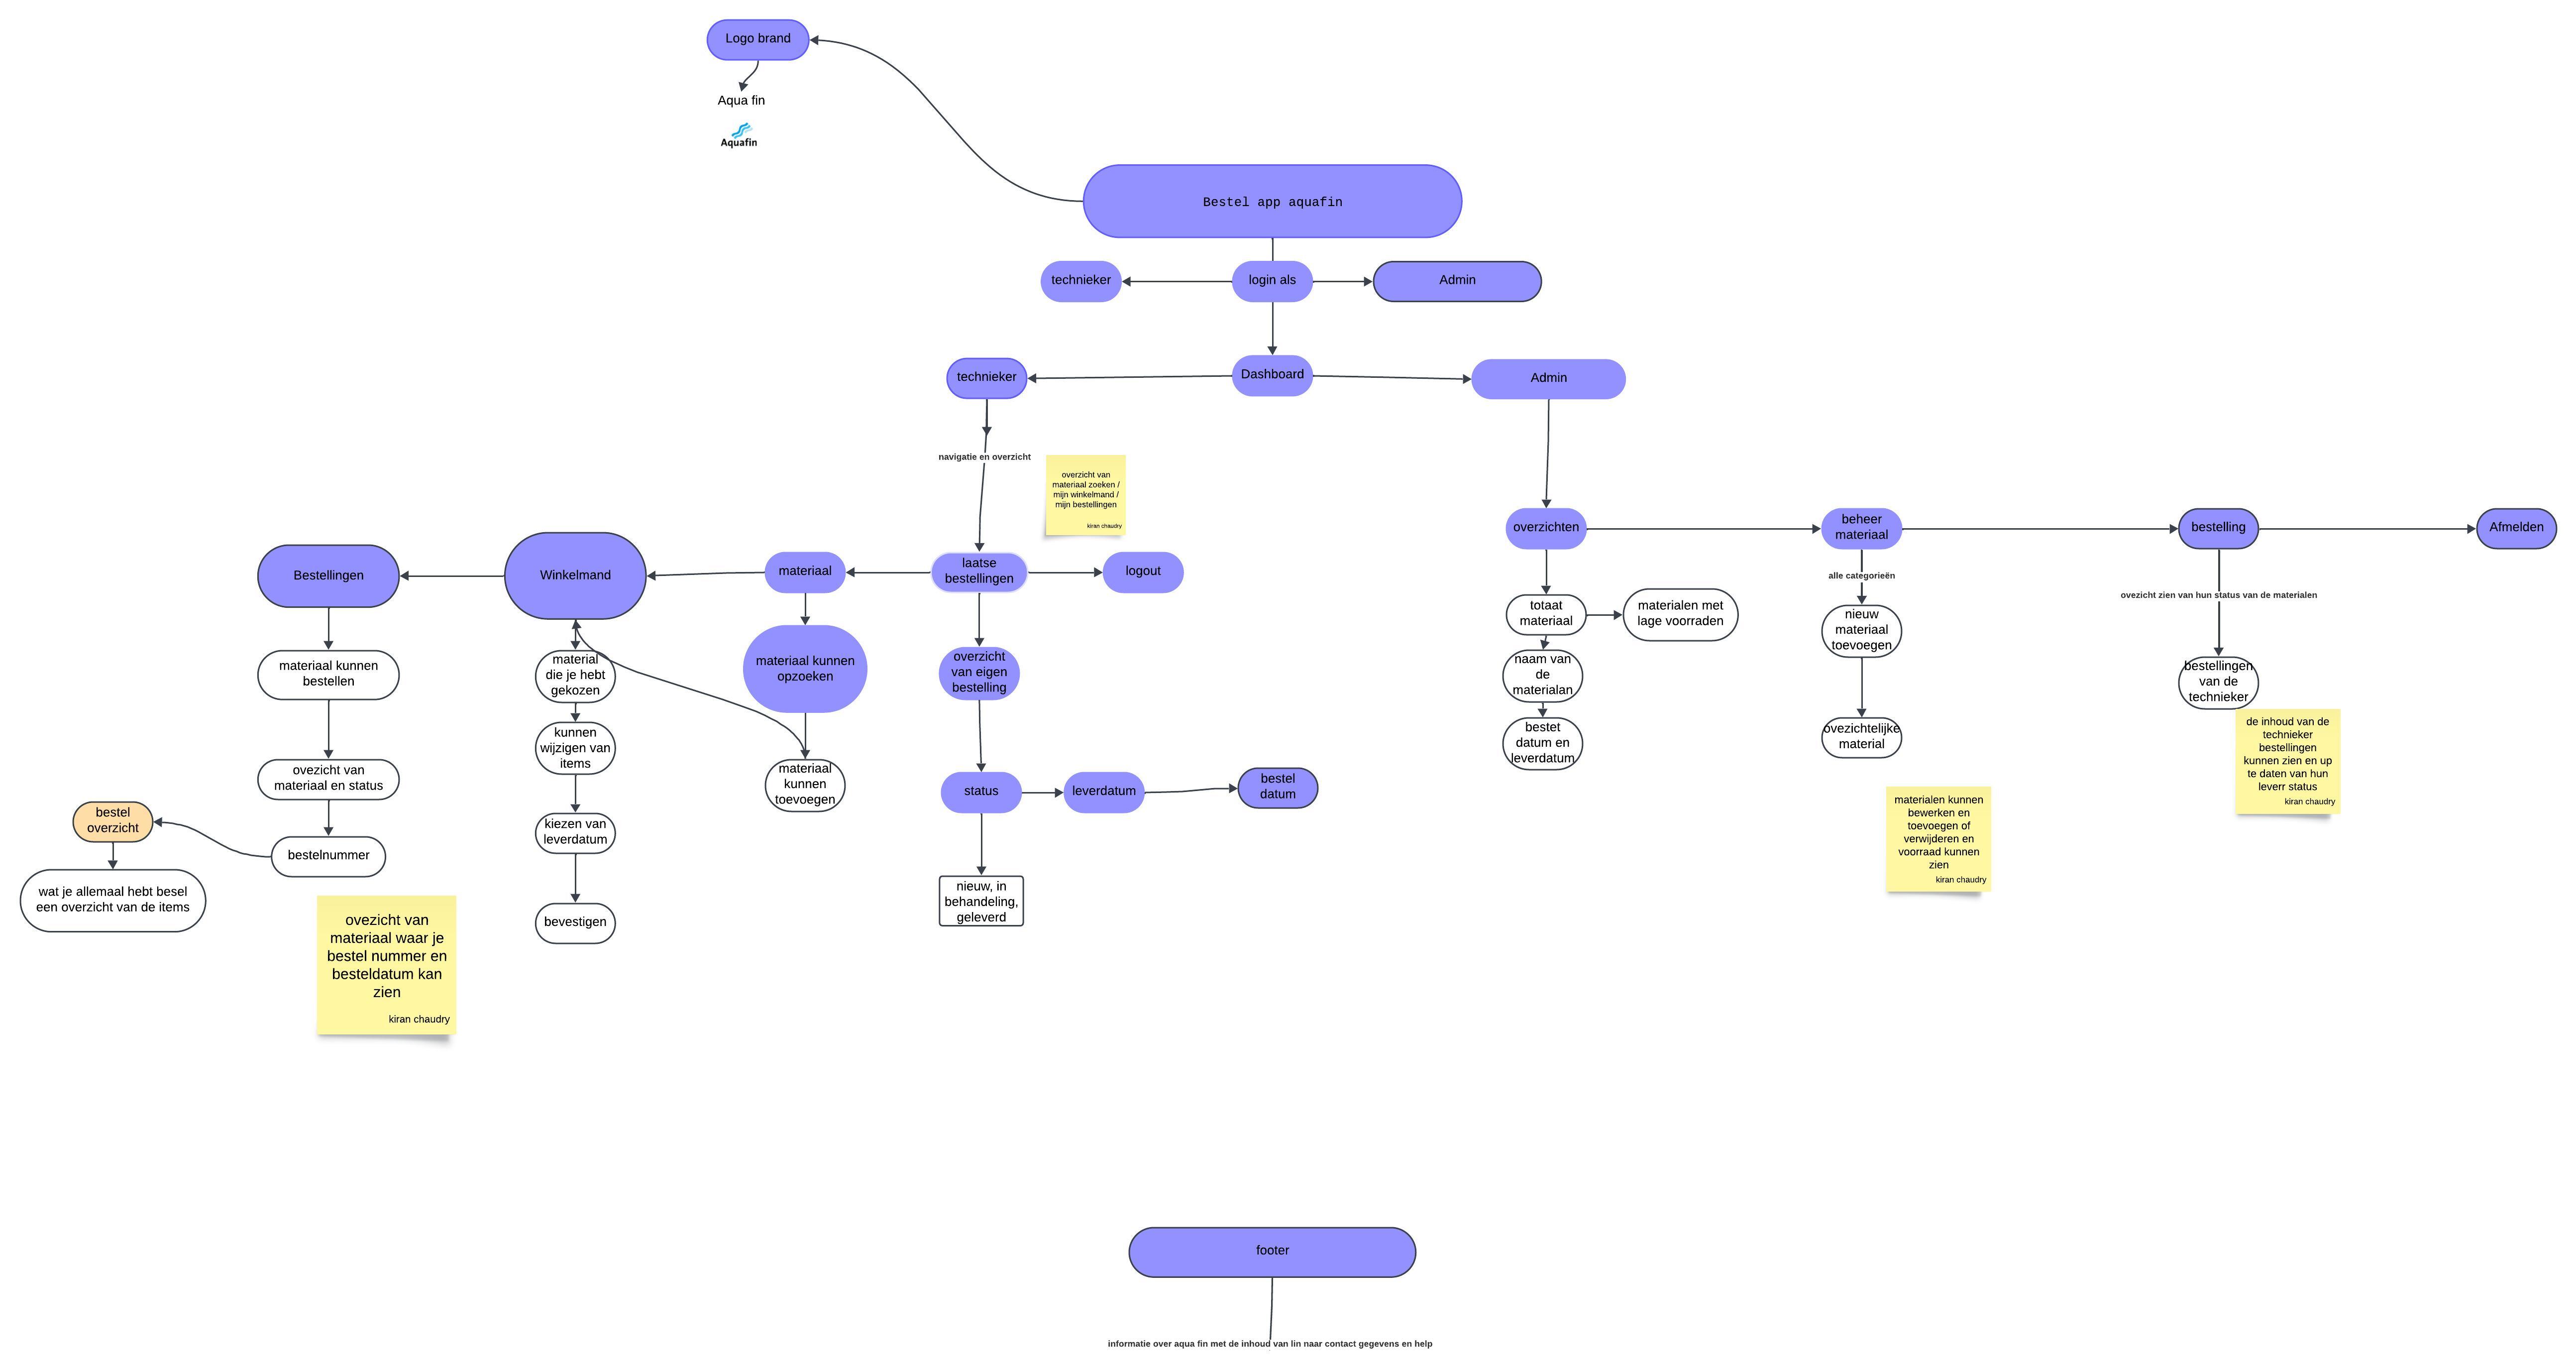 Logo brand
Aqua fin
Aquafin
Bestel app aquafin
technieker
login als
Admin
technieker
Dashboard
Admin
navigatie en overzicht
overzicht van
materiaal zoeken /
mijn winkelmand /
mijn bestellingen
kiran chaudry
Bestellingen
Winkelmand
materiaal
laatse
bestellingen
logout
overzichten
beheer
materiaal
bestelling
Afmelden
alle categorieën
ovezicht zien van hun status van de materialen
materiaal kunnen
bestellen
material
die je hebt
gekozen
materiaal kunnen
opzoeken
overzicht
van eigen
bestelling
totaat
materiaal
materialen met
lage voorraden
nieuw
materiaal
toevoegen
bestellingen
van de
technieker
naam van
de
materialan
kunnen
wijzigen van
items
bestet
datum en
leverdatum
ovezichtelijke
material
de inhoud van de
technieker
bestellingen
kunnen zien en up
te daten van hun
leverr status
kiran chaudry
ovezicht van
materiaal en status
materiaal
kunnen
toevoegen
status
leverdatum
bestel
datum
bestel
overzicht
bestelnummer
kiezen van
leverdatum
materialen kunnen
bewerken en
toevoegen of
verwijderen en
voorraad kunnen
zien
kiran chaudry
wat je allemaal hebt besel
een overzicht van de items
bevestigen
nieuw, in
behandeling,
geleverd
ovezicht van
materiaal waar je
bestel nummer en
besteldatum kan
zien
kiran chaudry
footer
informatie over aqua fin met de inhoud van lin naar contact gegevens en help